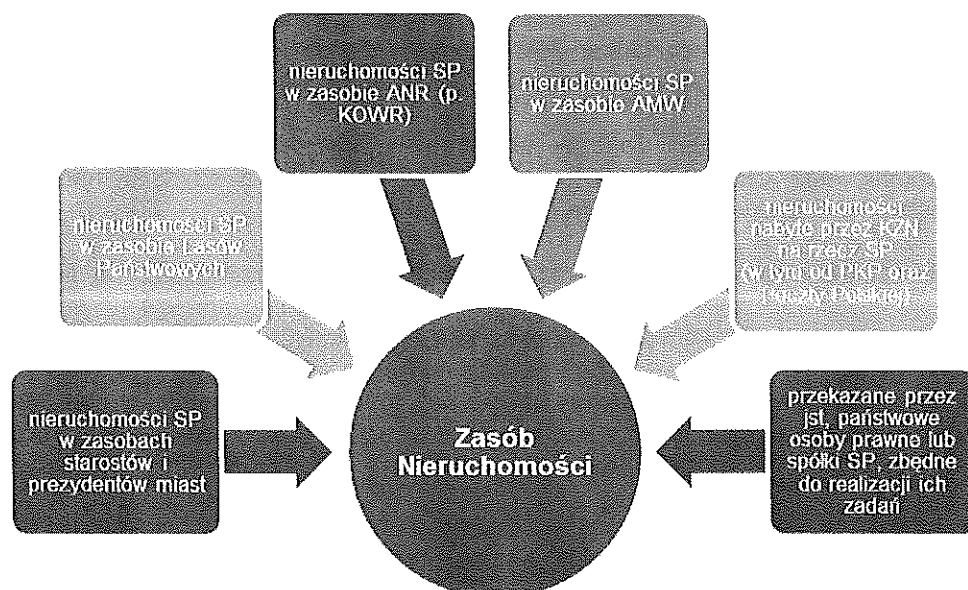 nieruchomości SP
w zasobie ANR (p.
KOWR)
nieruchomości SP
w zasobie AMW
nieruchomości SP
w zasobie Lasów
Państwowych
nieruchomości
nabyte przez KZN
na rzecz SP
(w tym od PKP oraz
Poczty Polskiej)
nieruchomości SP
w zasobach
starostów i
prezydentów miast
Zasób
Nieruchomości
przekazane przez
jst, państwowe
osoby prawne lub
spółki SP, zbędne
do realizacji ich
zadań